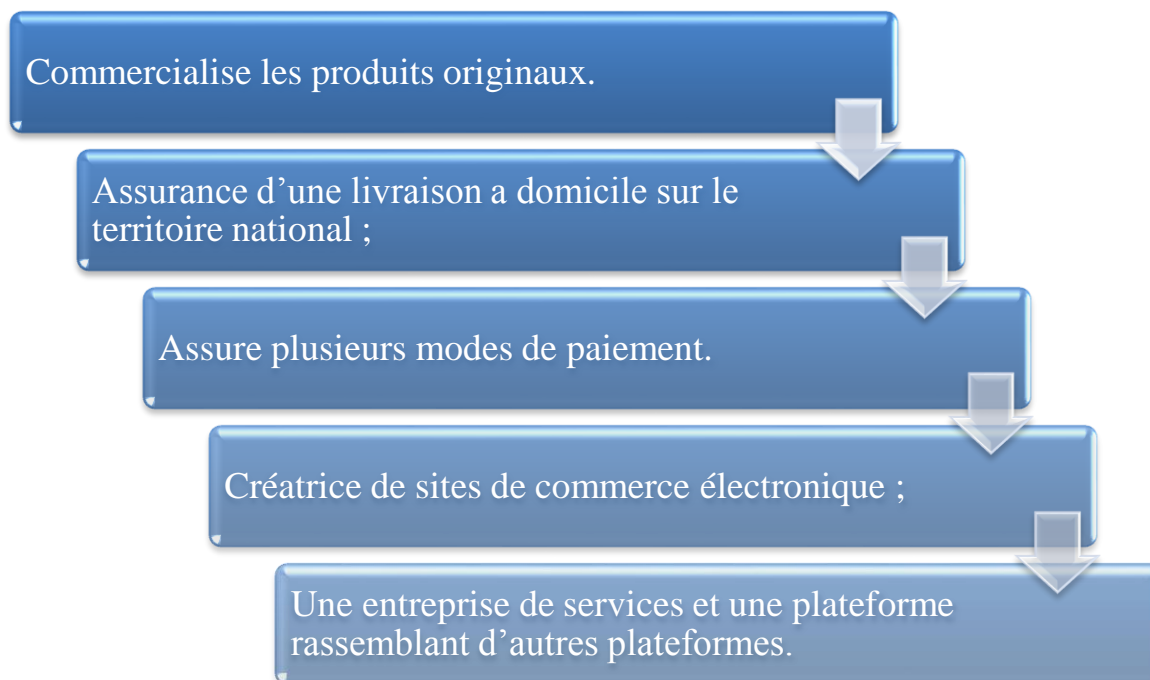 Commercialise les produits originaux.
Assurance d’une livraison a domicile sur le
territoire national ;
Assure plusieurs modes de paiement.
Créatrice de sites de commerce électronique ;
Une entreprise de services et une plateforme
rassemblant d’autres plateformes.